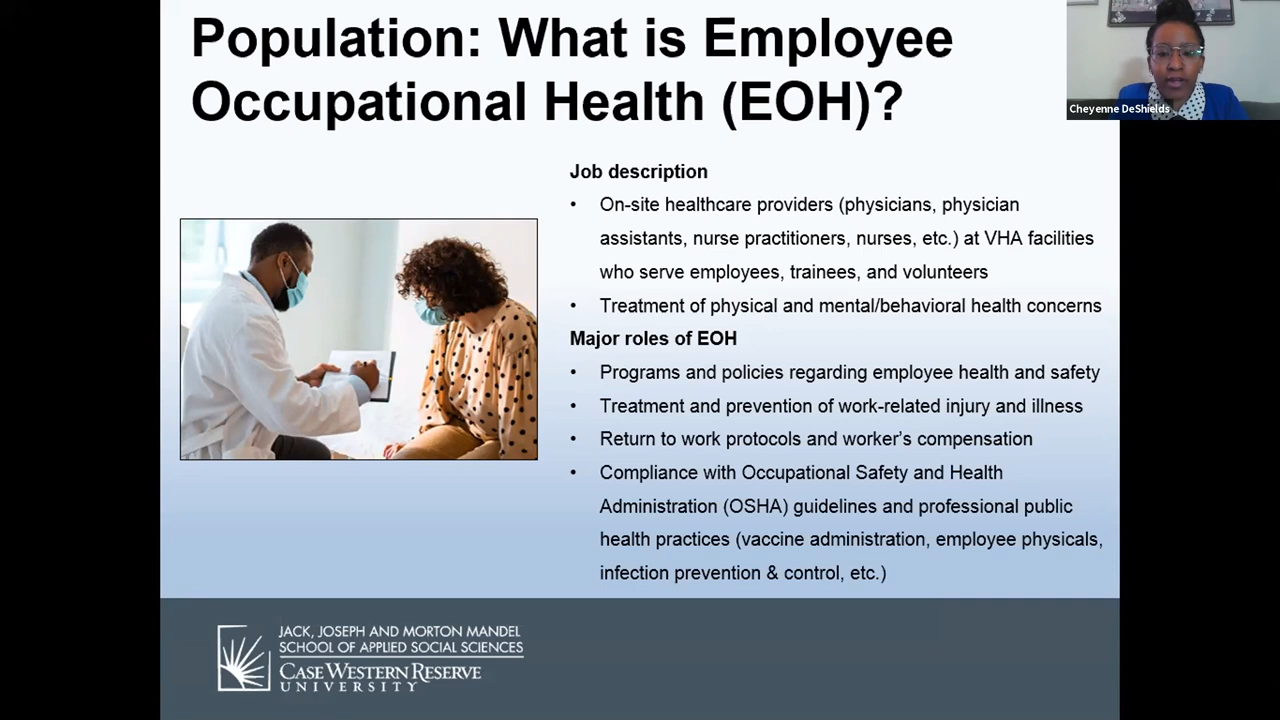 Population: What is Employee
Occupational Health (EOH)?
Cheyenne DeShields
Job description
• On-site healthcare providers (physicians, physician
assistants, nurse practitioners, nurses, etc.) at VHA facilities
who serve employees, trainees, and volunteers
• Treatment of physical and mental/behavioral health concerns
Major roles of EOH
• Programs and policies regarding employee health and safety
• Treatment and prevention of work-related injury and illness
• Return to work protocols and worker’s compensation
• Compliance with Occupational Safety and Health
Administration (OSHA) guidelines and professional public
health practices (vaccine administration, employee physicals,
infection prevention & control, etc.)
JACK, JOSEPH AND MORTON MANDEL
SCHOOL OF APPLIED SOCIAL SCIENCES
CASE WESTERN RESERVE
UNIVERSITY